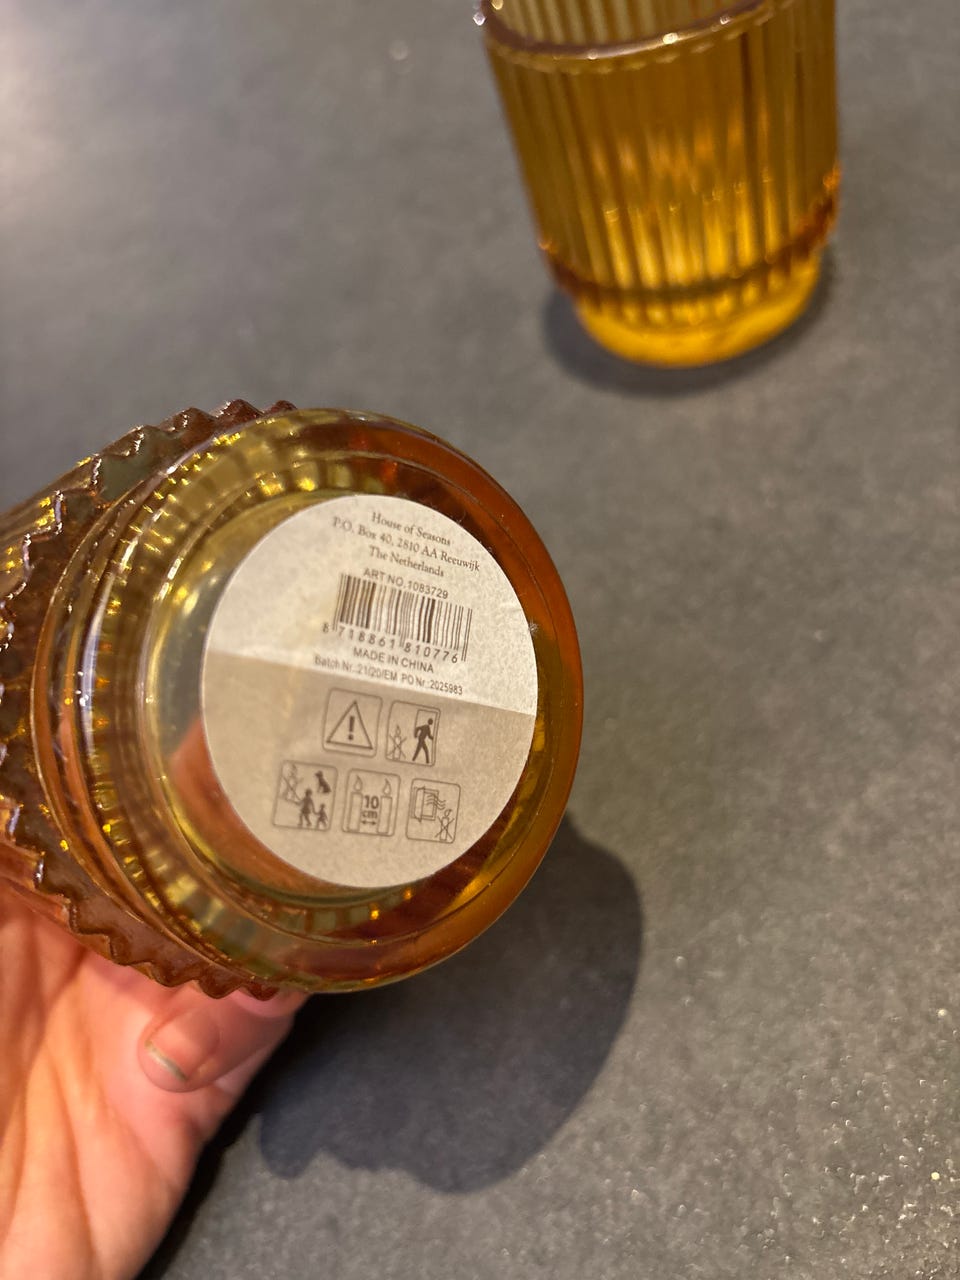 House of Seasons
P.O. Box 40, 2810 AA Reeuwijk
The Netherlands
ART NO.1083729
8 718861 810776
MADE IN CHINA
Batch Nr.:21/20/EM PO Nr.:2025983
10
cm